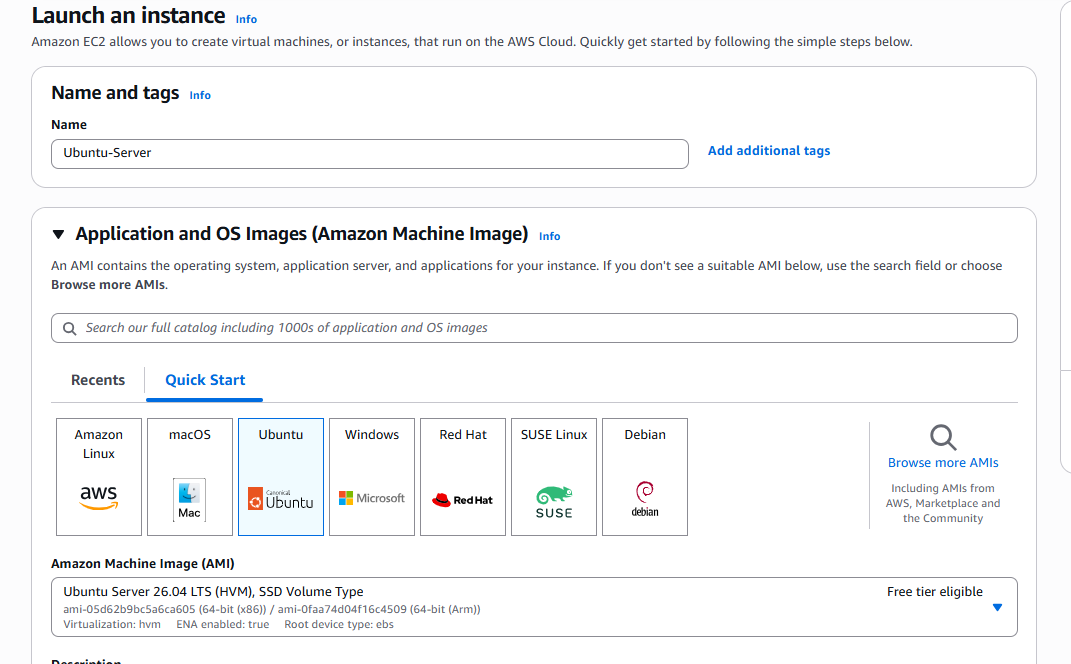 Launch an instance Info
Amazon EC2 allows you to create virtual machines, or instances, that run on the AWS Cloud. Quickly get started by following the simple steps below.
Name and tags Info
Name
Ubuntu-Server
Add additional tags
Application and OS Images (Amazon Machine Image) Info
An AMI contains the operating system, application server, and applications for your instance. If you don't see a suitable AMI below, use the search field or choose
Browse more AMIs.
Search our full catalog including 1000s of application and OS images
Recents
Quick Start
Amazon
Linux
aws
macOS
Mac
Ubuntu
Canonical
Ubuntu
Windows
Microsoft
Red Hat
Red Hat
SUSE Linux
SUSE
Debian
debian
Browse more AMIs
Including AMIs from
AWS, Marketplace and
the Community
Amazon Machine Image (AMI)
Ubuntu Server 26.04 LTS (HVM), SSD Volume Type
Free tier eligible
ami-05d62b9bc5a6ca605 (64-bit (x86)) / ami-0faa74d04f16c4509 (64-bit (Arm))
Virtualization: hvm ENA enabled: true Root device type: ebs
Description